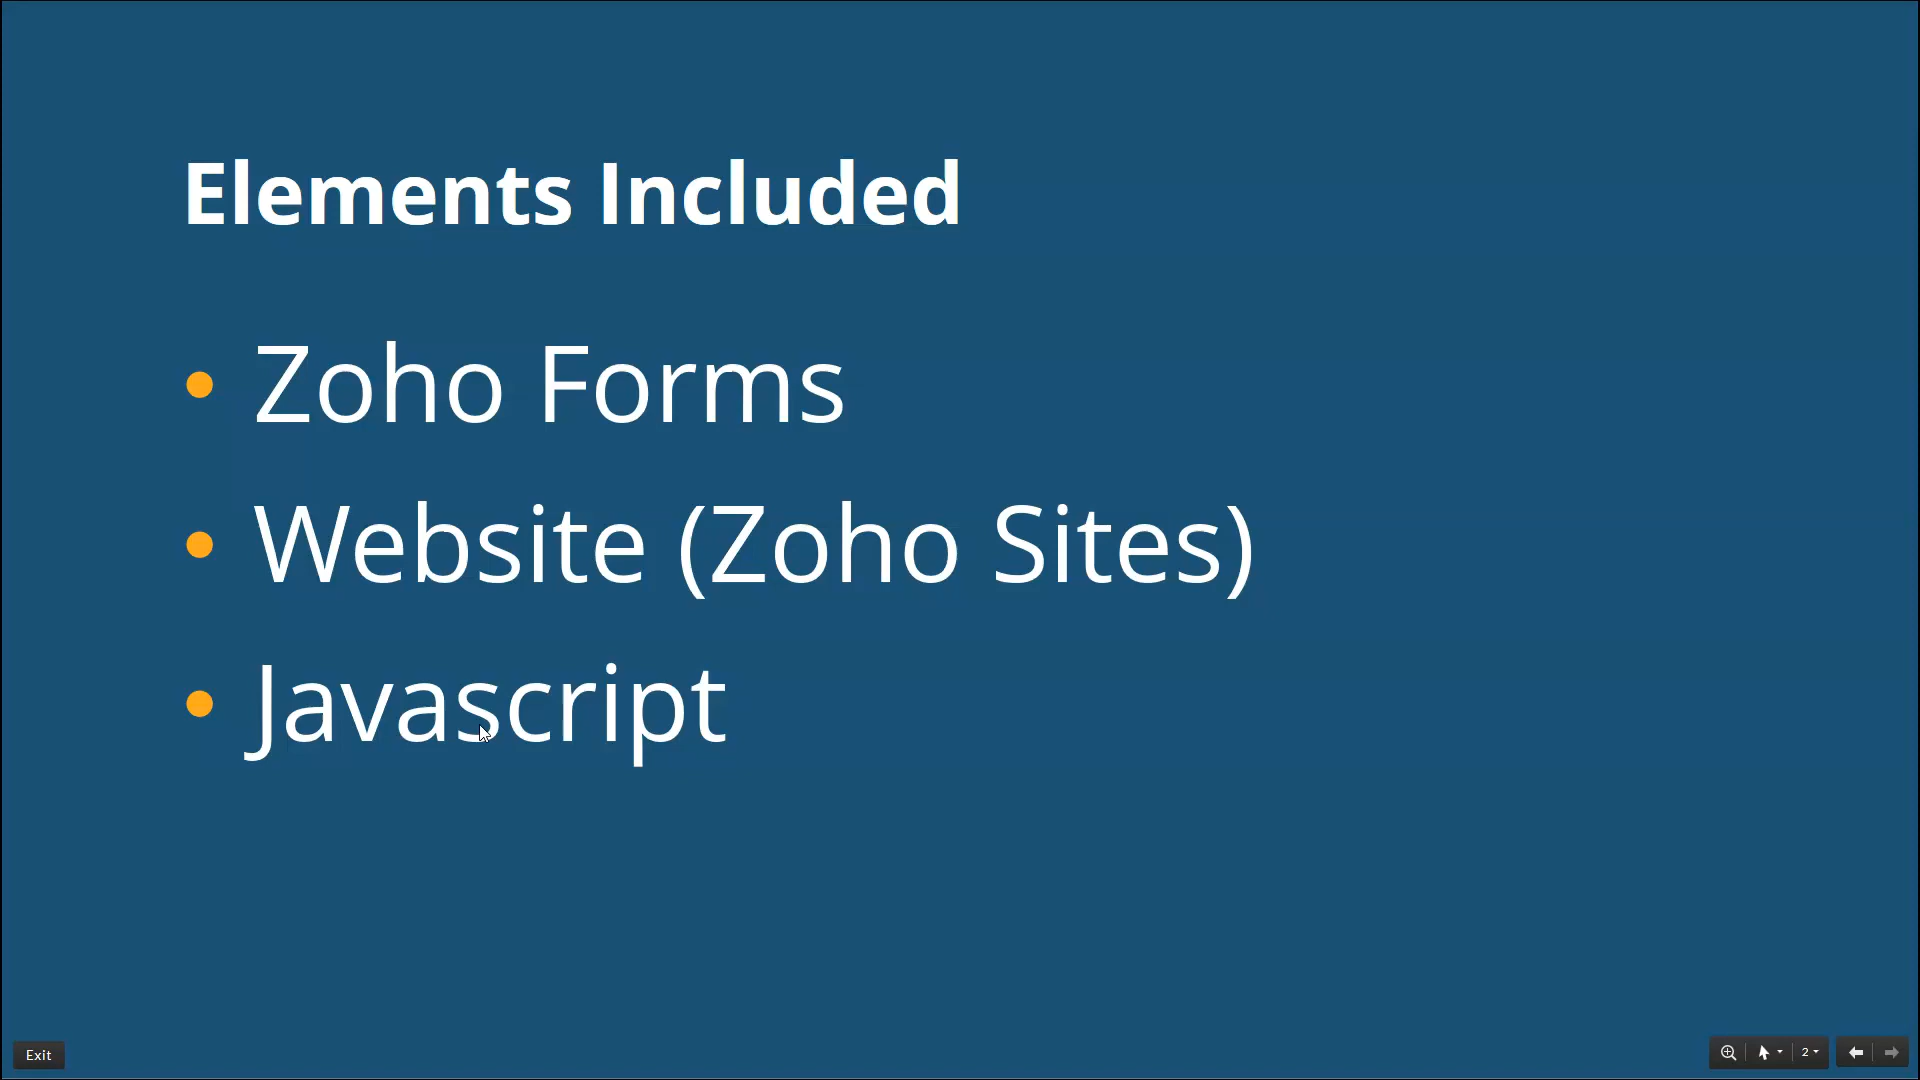 Elements Included
• Zoho Forms
• Website (Zoho Sites)
• Javascript
Exit
2